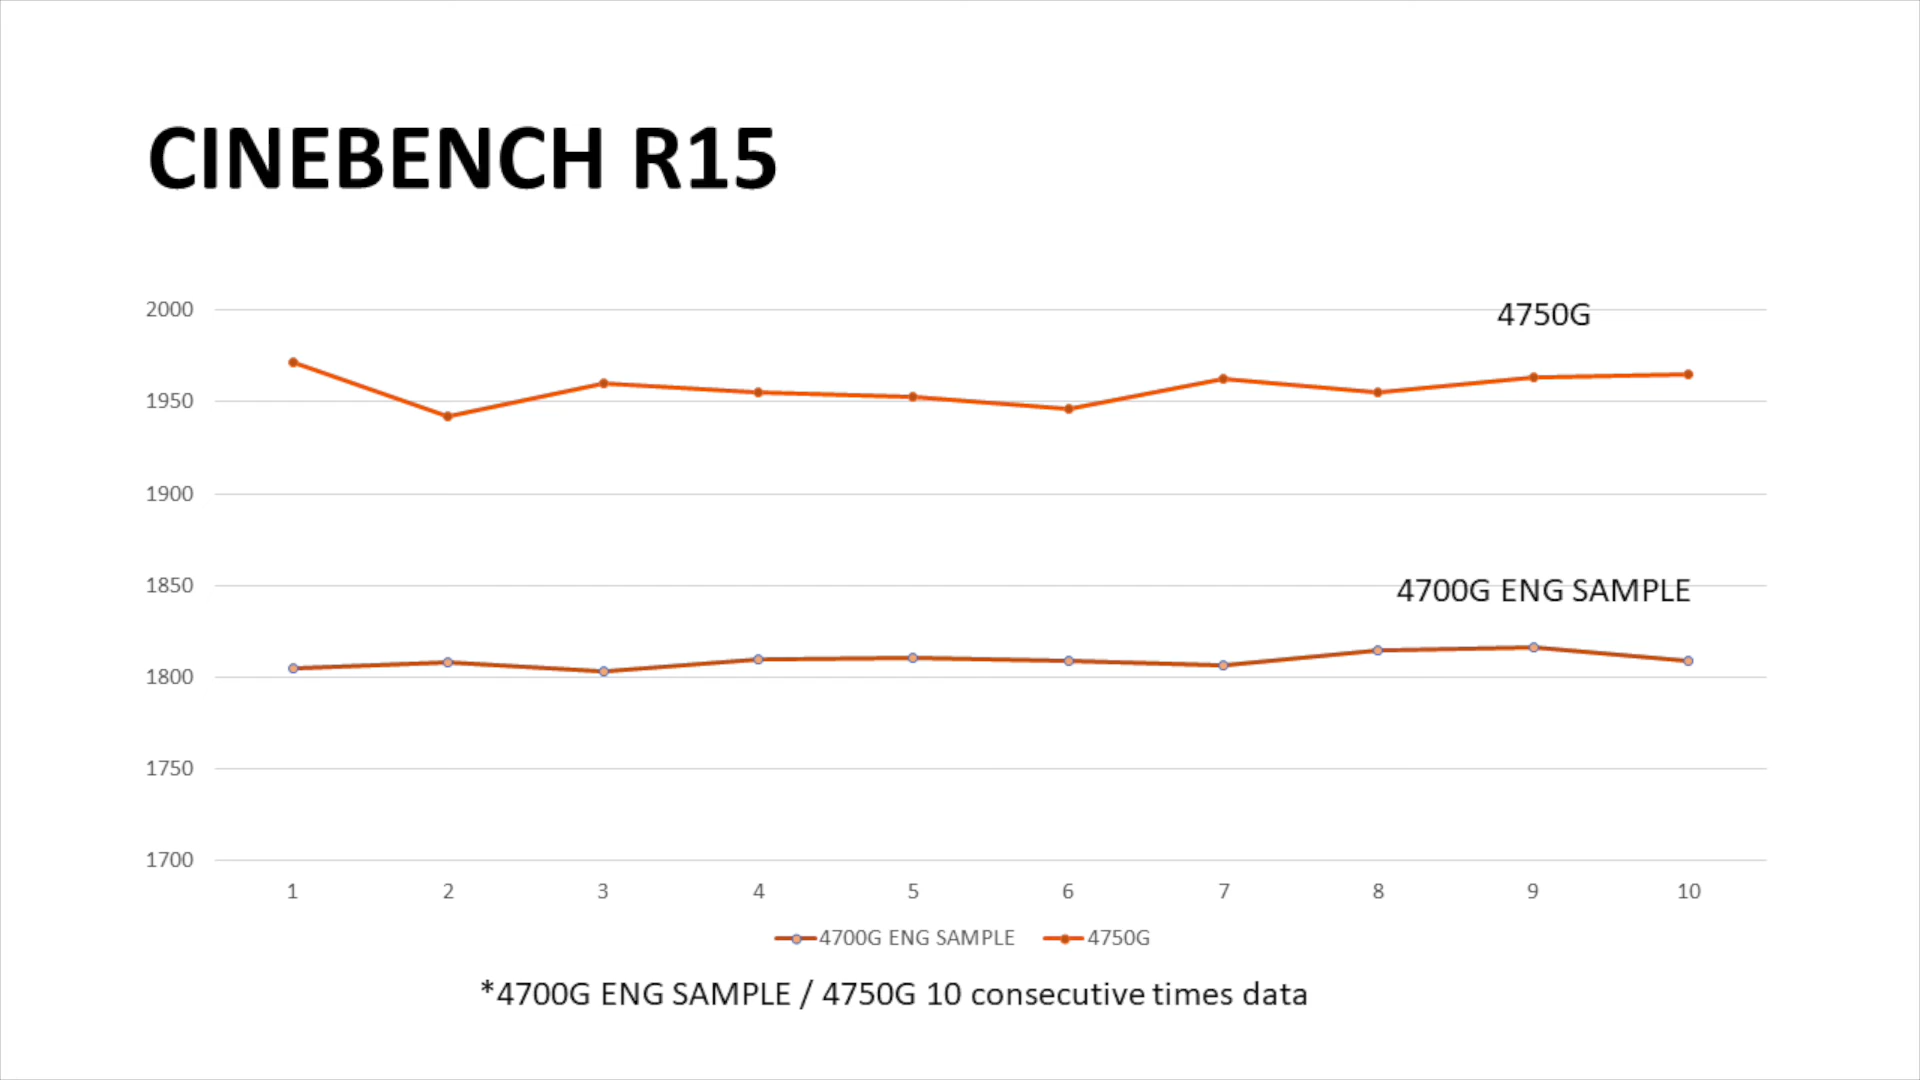 CINEBENCH R15
2000
4750G
1950
1900
1850
4700G ENG SAMPLE
1800
1750
1700
1 2 3 4 5 6 7 8 9 10
4700G ENG SAMPLE 4750G
*4700G ENG SAMPLE / 4750G 10 consecutive times data